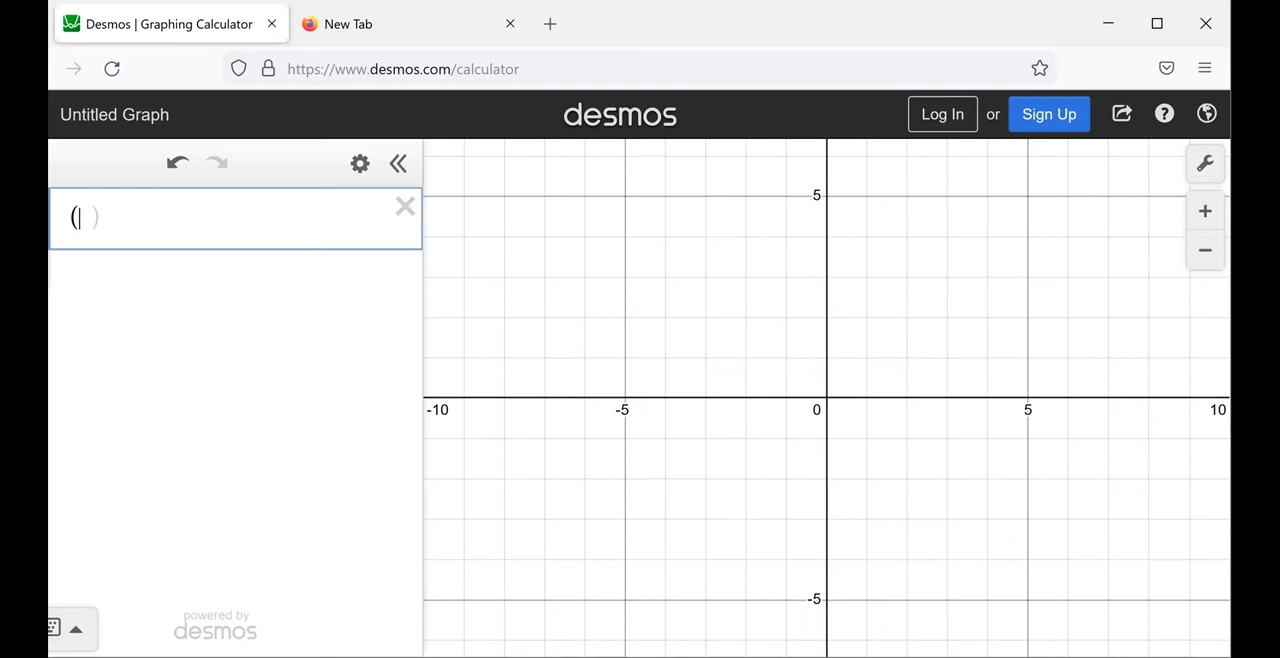 Desmos | Graphing Calculator
New Tab
https://www.desmos.com/calculator
Untitled Graph
desmos
Log In or Sign Up
( )
5
-10 -5 0 5 10
-5
powered by
desmos